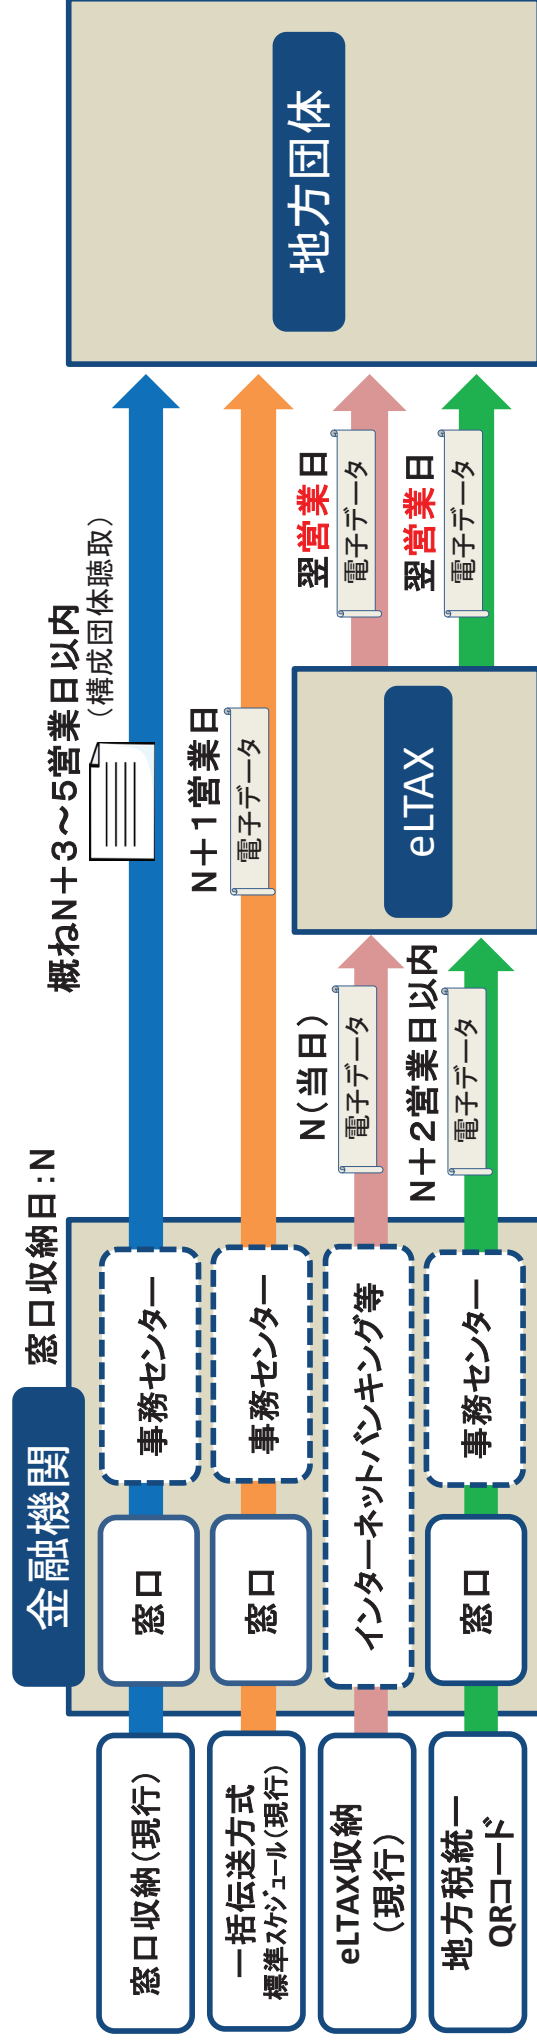 金融機関
窓口収納日：N
地方団体
窓口収納（現行）
窓口
事務センター
概ねN＋3～5営業日以内
（構成団体聴取）
一括伝送方式
標準スケジュール（現行）
窓口
事務センター
N＋1営業日
電子データ
eLTAX収納
（現行）
インターネットバンキング等
N（当日）
電子データ
eLTAX
翌営業日
電子データ
地方税統一
QRコード
窓口
事務センター
N＋2営業日以内
電子データ
翌営業日
電子データ